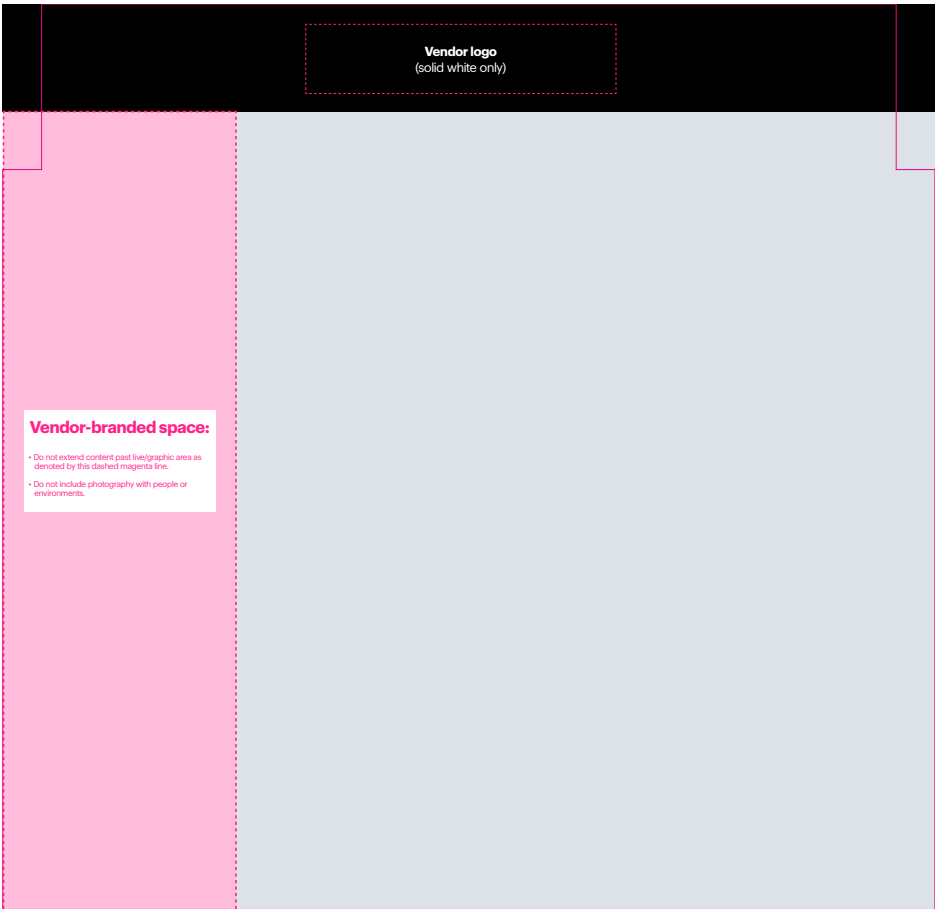 Vendor logo
(solid white only)
Vendor-branded space:
• Do not extend content past live/graphic area as
denoted by this dashed magenta line.
• Do not include photography with people or
environments.